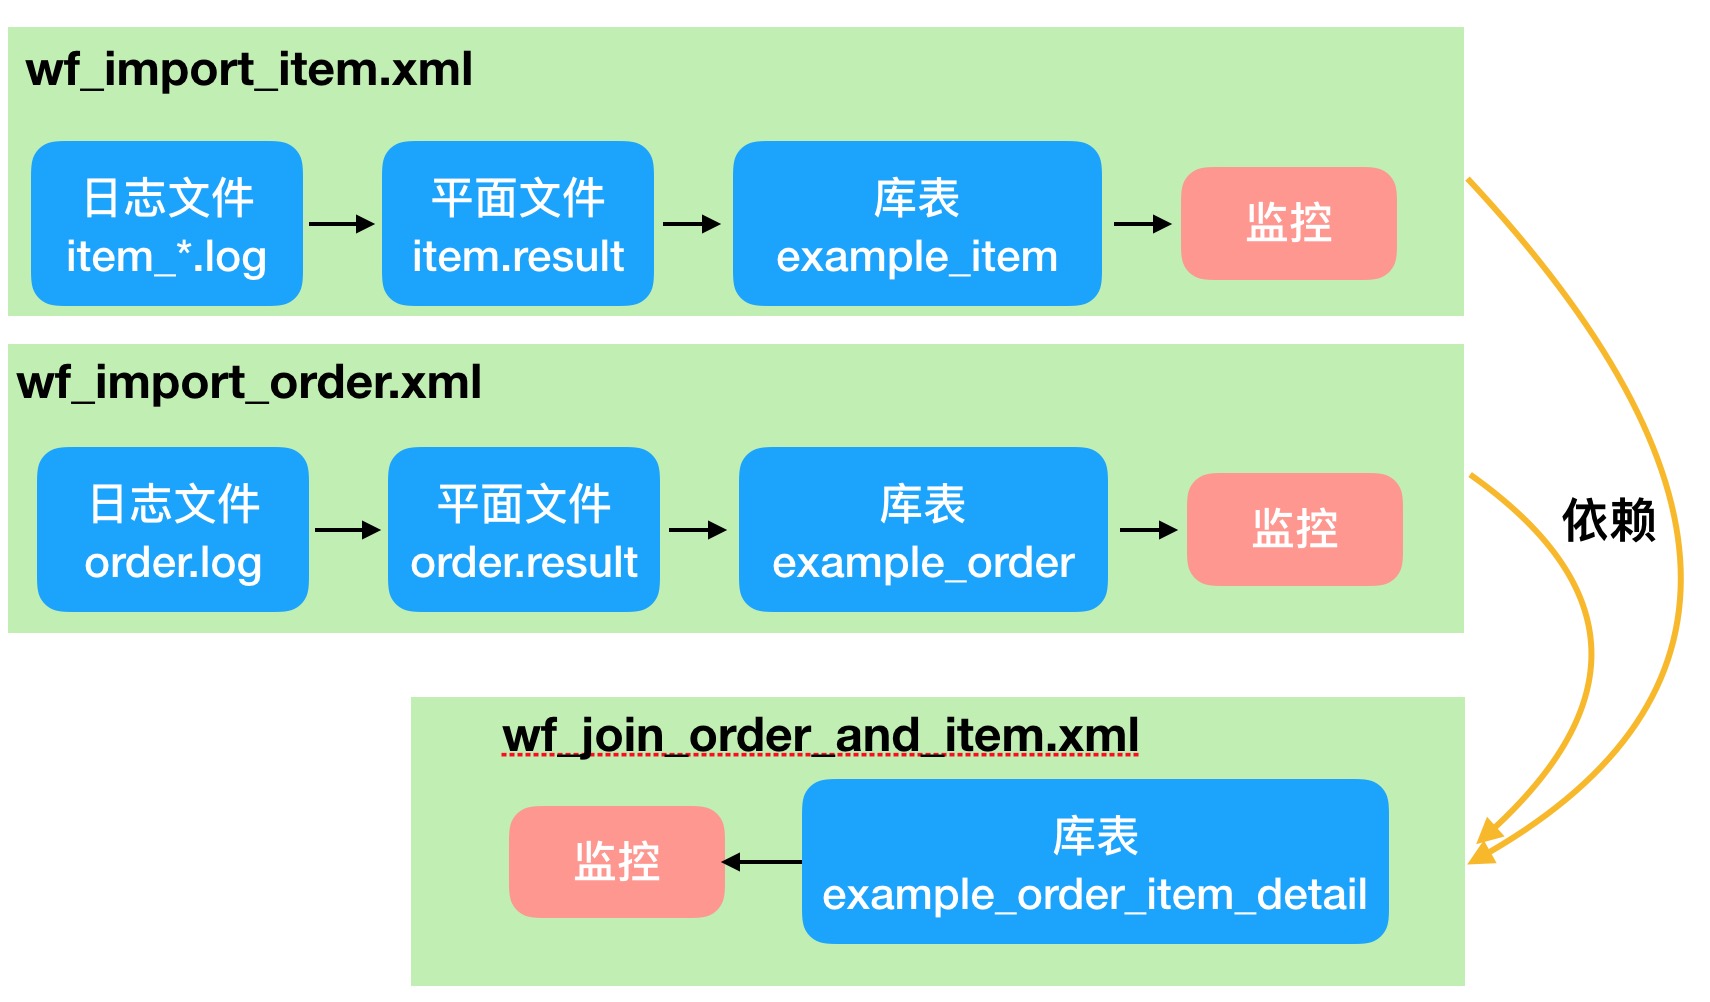 wf_import_item.xml
日志文件
item_*.log
平面文件
item.result
库表
example_item
监控
wf_import_order.xml
日志文件
order.log
平面文件
order.result
库表
example_order
监控
依赖
wf_join_order_and_item.xml
监控
库表
example_order_item_detail